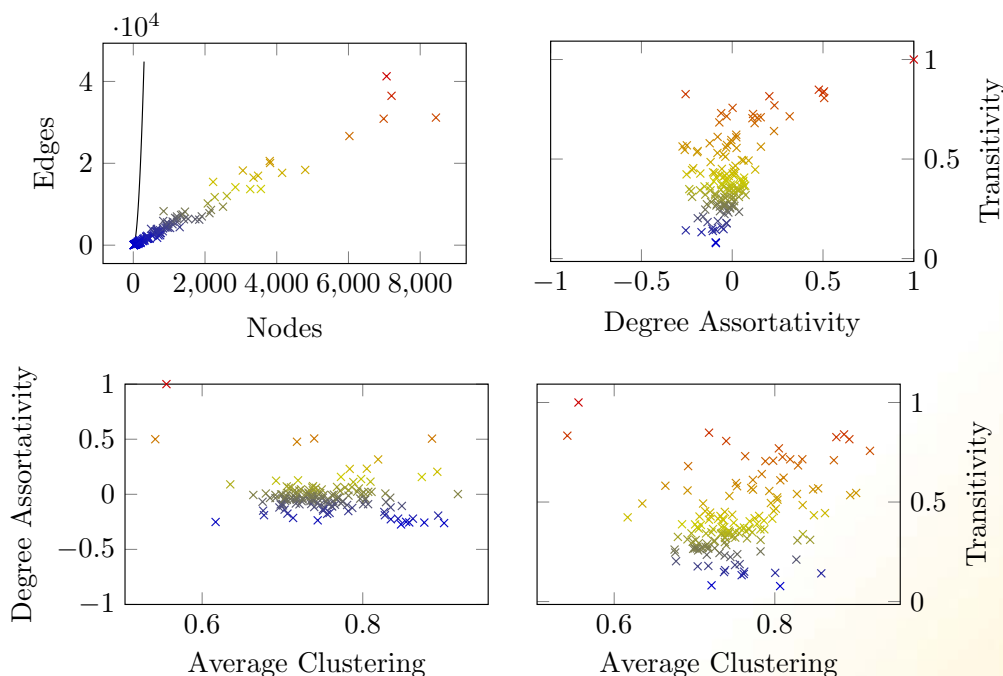 ·10⁴
4
2
0
Edges
0 2,000 4,000 6,000 8,000
Nodes
1
0.5
0
Transitivity
−1 −0.5 0 0.5 1
Degree Assortativity
1
0.5
0
−0.5
−1
Degree Assortativity
0.6 0.8
Average Clustering
1
0.5
0
Transitivity
0.6 0.8
Average Clustering